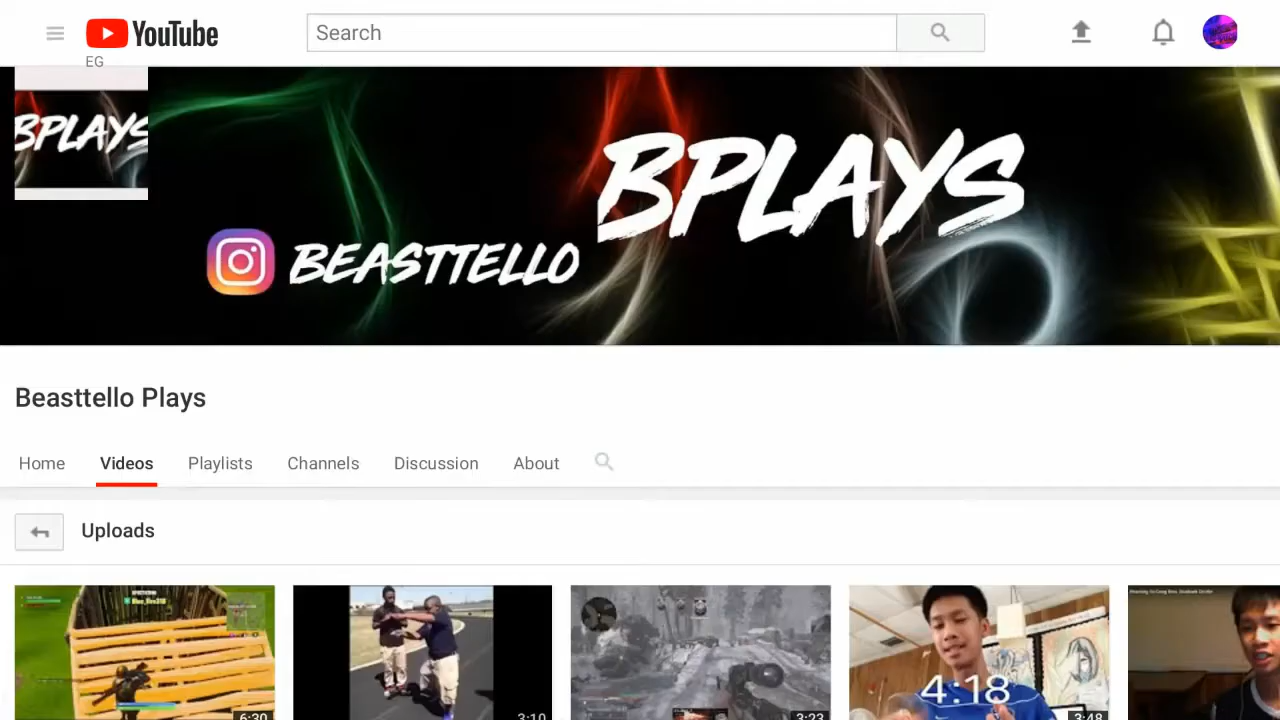 YouTube
EG
Search
BPLAYS
BPLAYS
BEASTTELLO
Beasttello Plays
Home Videos Playlists Channels Discussion About
Uploads
4:18
6:30 3:10 3:23 3:48